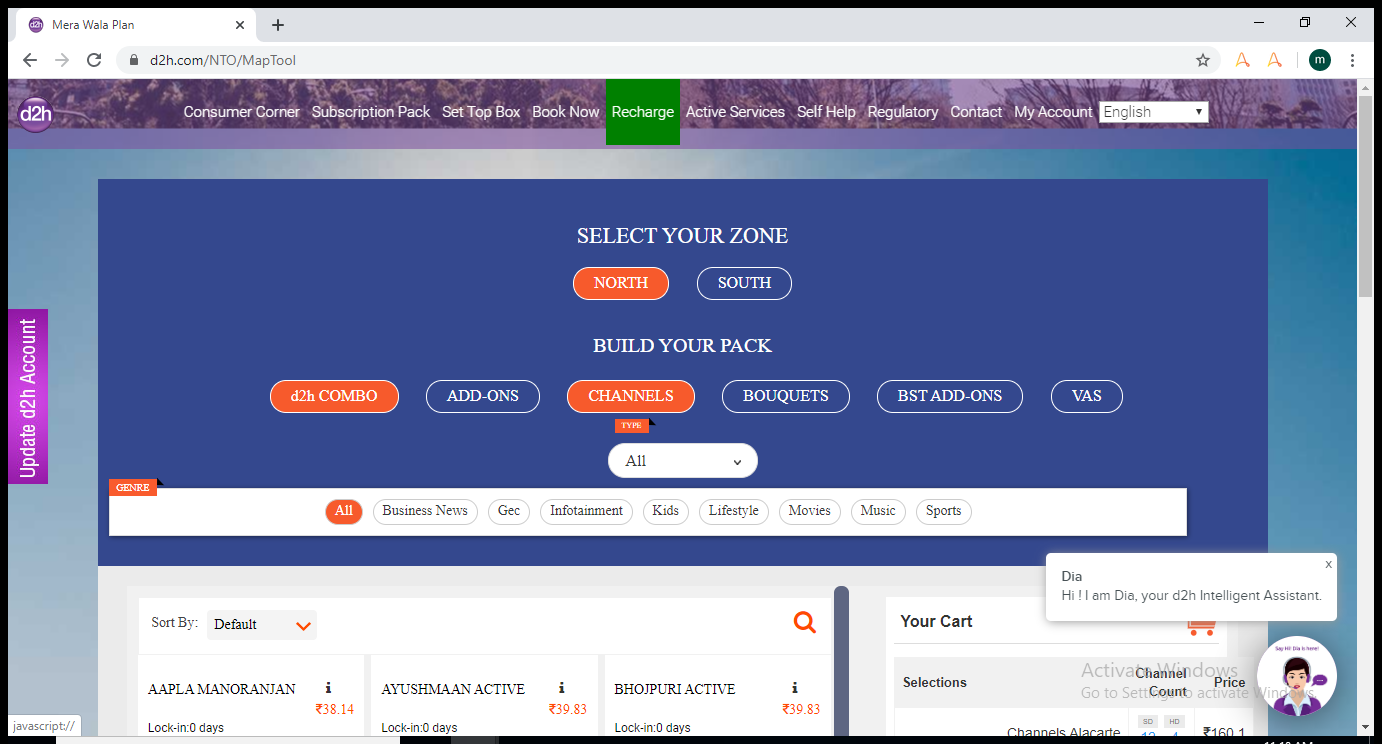 d2h Mera Wala Plan
d2h.com/NTO/MapTool
m
d2h
Consumer Corner Subscription Pack Set Top Box Book Now Recharge Active Services Self Help Regulatory Contact My Account English
SELECT YOUR ZONE
NORTH SOUTH
BUILD YOUR PACK
d2h COMBO ADD-ONS CHANNELS BOUQUETS BST ADD-ONS VAS
TYPE
All
GENRE
All Business News Gec Infotainment Kids Lifestyle Movies Music Sports
Update d2h Account
x
Dia
Hi ! I am Dia, your d2h Intelligent Assistant.
Sort By: Default
Your Cart
Say Hi! Dia is here!
AAPLA MANORANJAN i
₹38.14
Lock-in:0 days
AYUSHMAAN ACTIVE i
₹39.83
Lock-in:0 days
BHOJPURI ACTIVE i
₹39.83
Lock-in:0 days
Selections Channel Count Price
Activate Windows
Go to Settings to activate Windows.
SD HD
Channels Alacarte ₹160.1
javascript://